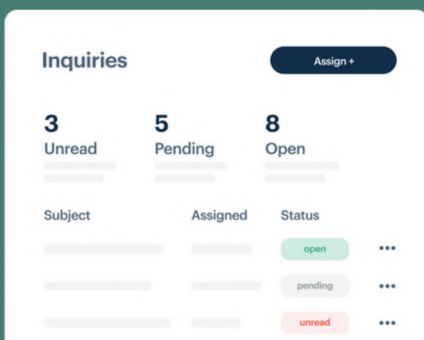 Inquiries
Assign +
3 5 8
Unread Pending Open
Subject Assigned Status
open
pending
unread